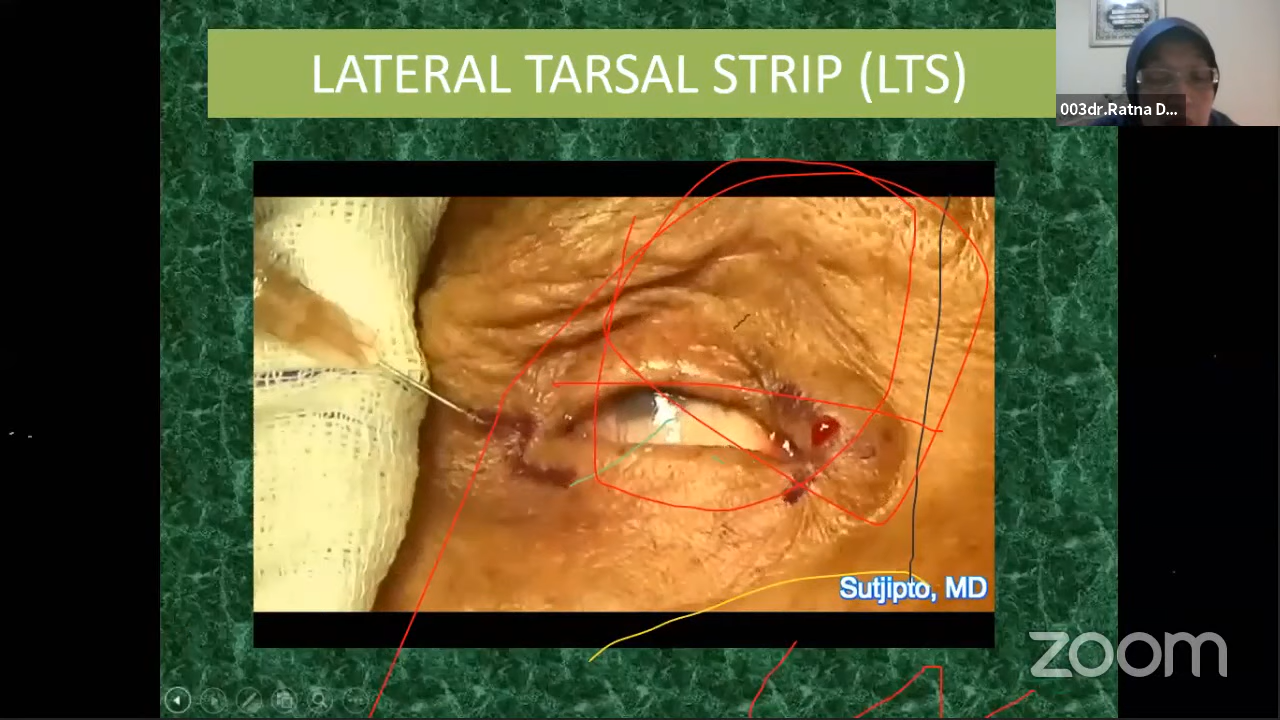 LATERAL TARSAL STRIP (LTS)
003dr.Ratna D...
Sutjipto, MD
zoom